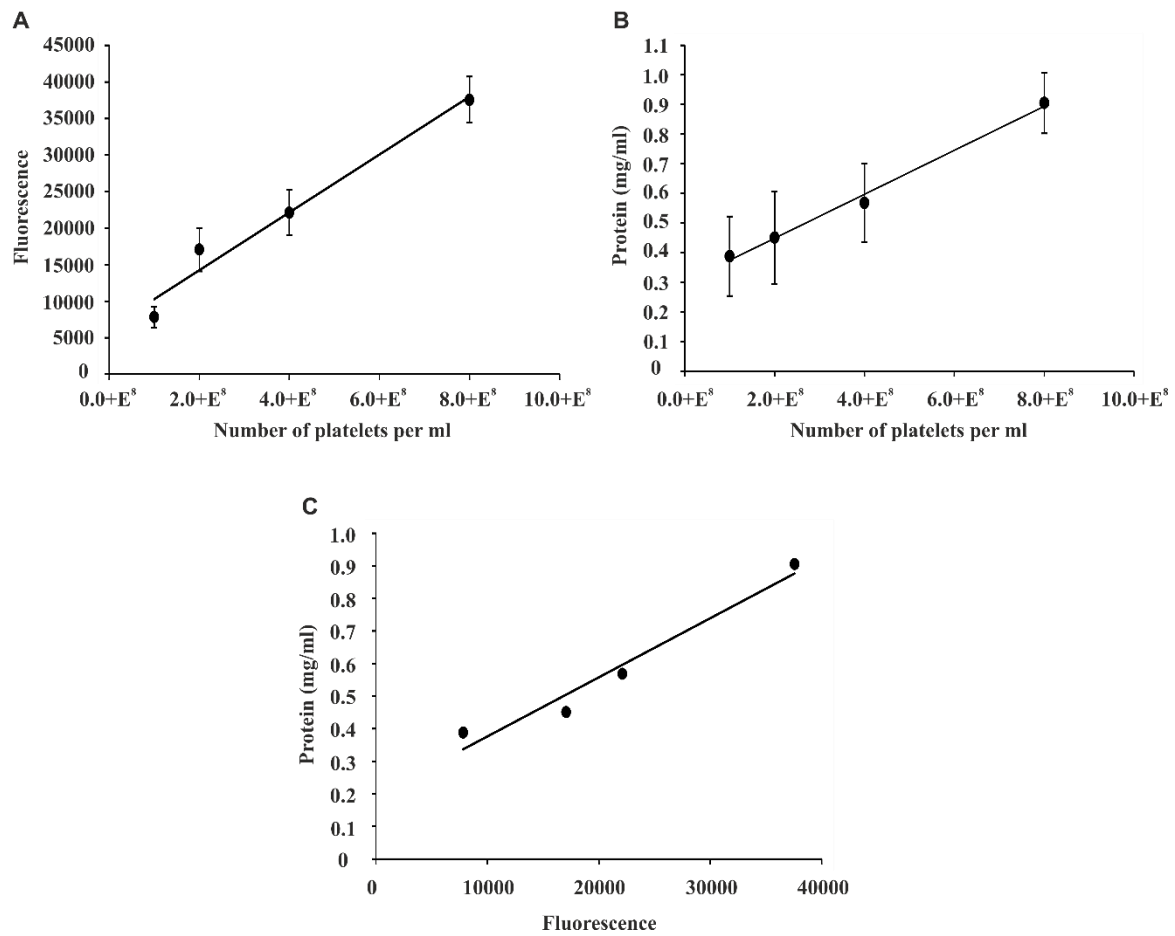 A
45000
40000
35000
30000
25000
20000
15000
10000
5000
0
Fluorescence
0.0+E⁸ 2.0+E⁸ 4.0+E⁸ 6.0+E⁸ 8.0+E⁸ 10.0+E⁸
Number of platelets per ml
B
1.1
1.0
0.9
0.8
0.7
0.6
0.5
0.4
0.3
0.2
0.1
0
Protein (mg/ml)
0.0+E⁸ 2.0+E⁸ 4.0+E⁸ 6.0+E⁸ 8.0+E⁸ 10.0+E⁸
Number of platelets per ml
C
1.0
0.9
0.8
0.7
0.6
0.5
0.4
0.3
0.2
0.1
0
Protein (mg/ml)
0 10000 20000 30000 40000
Fluorescence